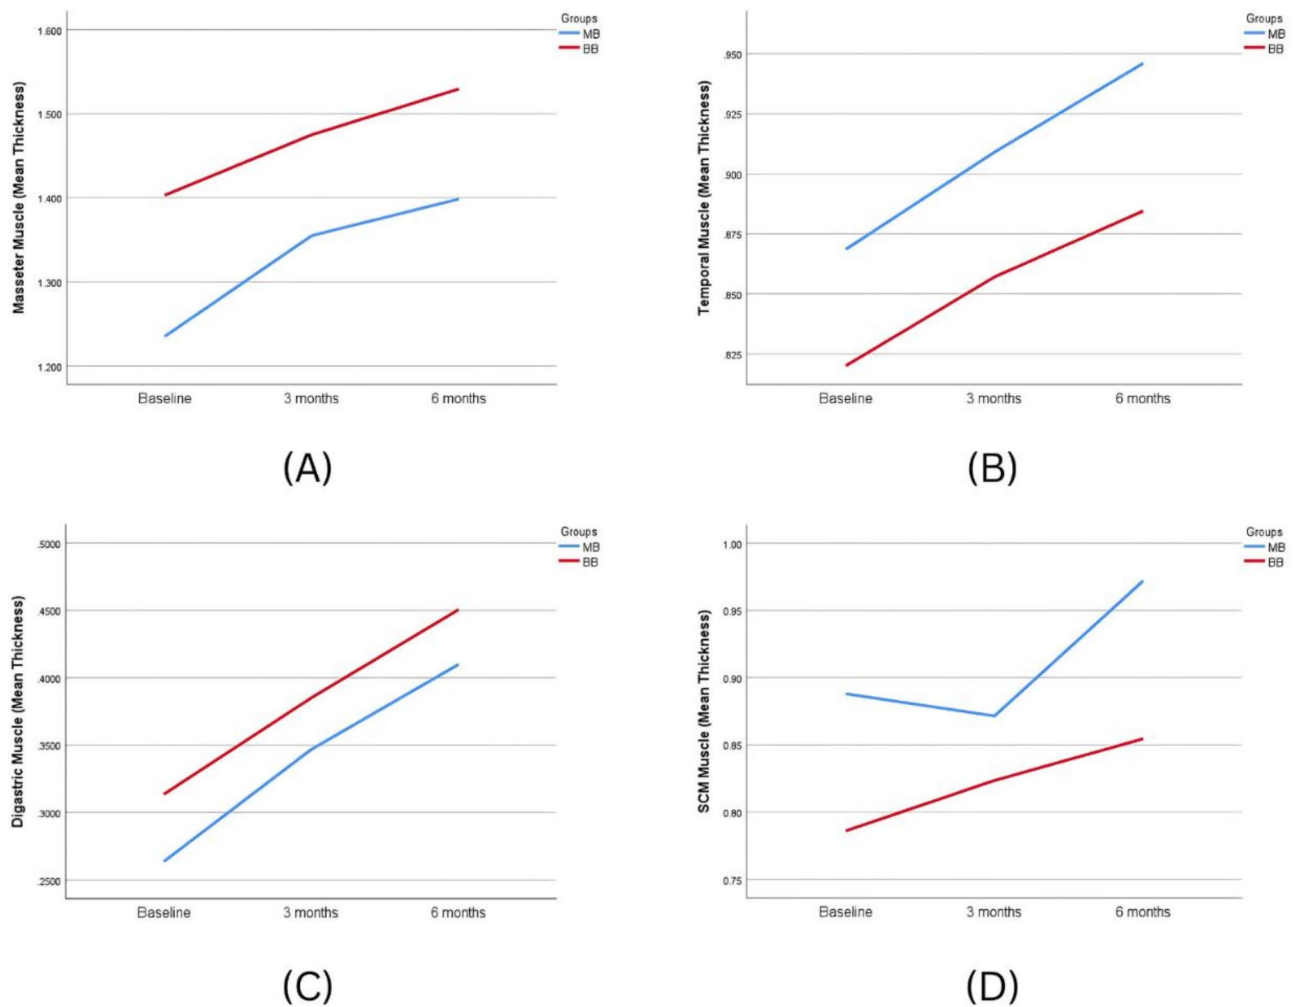 Groups
MB
BB
Masseter Muscle (Mean Thickness)
1.600
1.500
1.400
1.300
1.200
Baseline 3 months 6 months
(A)
Groups
MB
BB
Temporal Muscle (Mean Thickness)
.950
.925
.900
.875
.850
.825
Baseline 3 months 6 months
(B)
Groups
MB
BB
Digastric Muscle (Mean Thickness)
.5000
.4500
.4000
.3500
.3000
.2500
Baseline 3 months 6 months
(C)
Groups
MB
BB
SCM Muscle (Mean Thickness)
1.00
0.95
0.90
0.85
0.80
0.75
Baseline 3 months 6 months
(D)